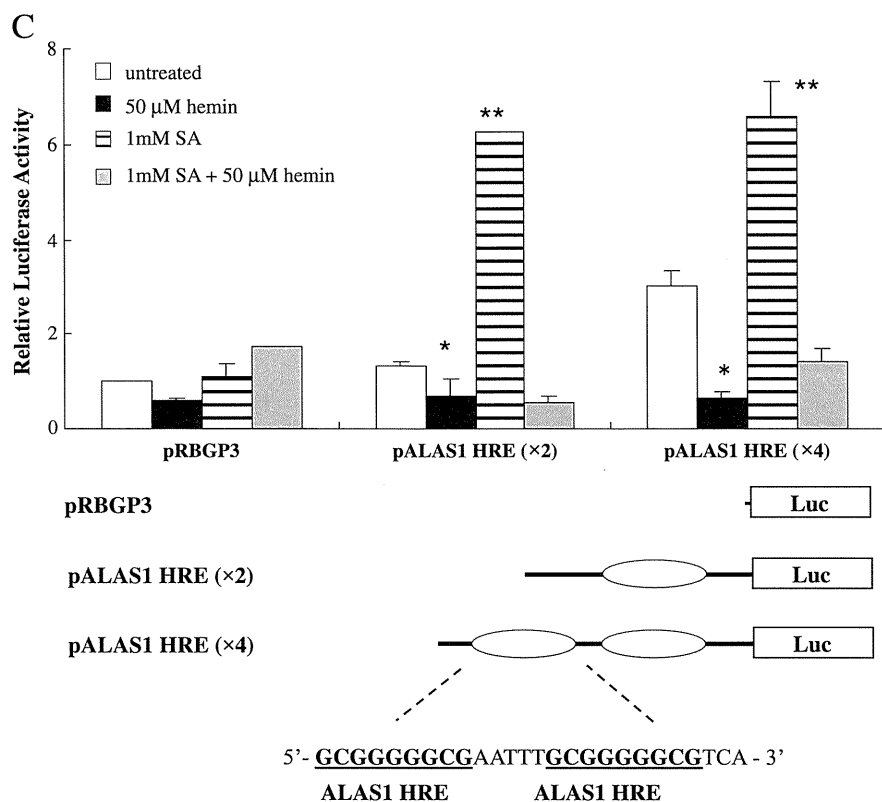 C
Relative Luciferase Activity
8
6
4
2
0
untreated
50 μM hemin
1mM SA
1mM SA + 50 μM hemin
*
**
*
**
pRBGP3
pALAS1 HRE (×2)
pALAS1 HRE (×4)
pRBGP3
Luc
pALAS1 HRE (×2)
Luc
pALAS1 HRE (×4)
Luc
5’- GCGGGGGCGAATTTGCGGGGGCGTCA - 3’
ALAS1 HRE ALAS1 HRE